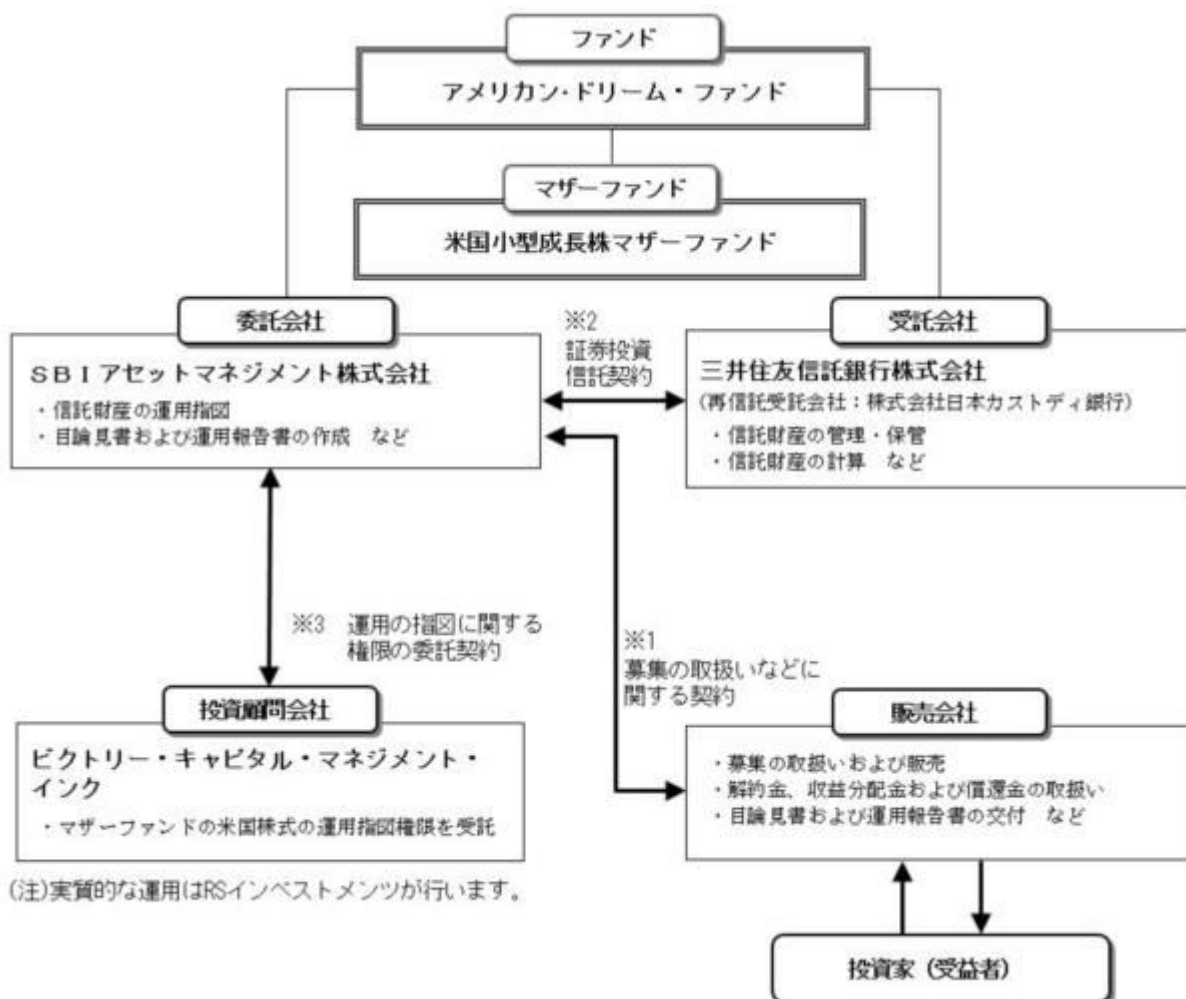 ファンド
アメリカン・ドリーム・ファンド
マザーファンド
米国小型成長株マザーファンド
委託会社
SBIアセットマネジメント株式会社
・信託財産の運用指図
・目論見書および運用報告書の作成 など
※2
証券投資
信託契約
受託会社
三井住友信託銀行株式会社
(再信託受託会社:株式会社日本カストディ銀行)
・信託財産の管理・保管
・信託財産の計算 など
※3 運用の指図に関する
権限の委託契約
※1
募集の取扱いなどに
関する契約
投資顧問会社
ビクトリー・キャピタル・マネジメント・
インク
・マザーファンドの米国株式の運用指図権限を受託
販売会社
・募集の取扱いおよび販売
・解約金、収益分配金および償還金の取扱い
・目論見書および運用報告書の交付 など
(注)実質的な運用はRSインベストメンツが行います。
投資家(受益者)